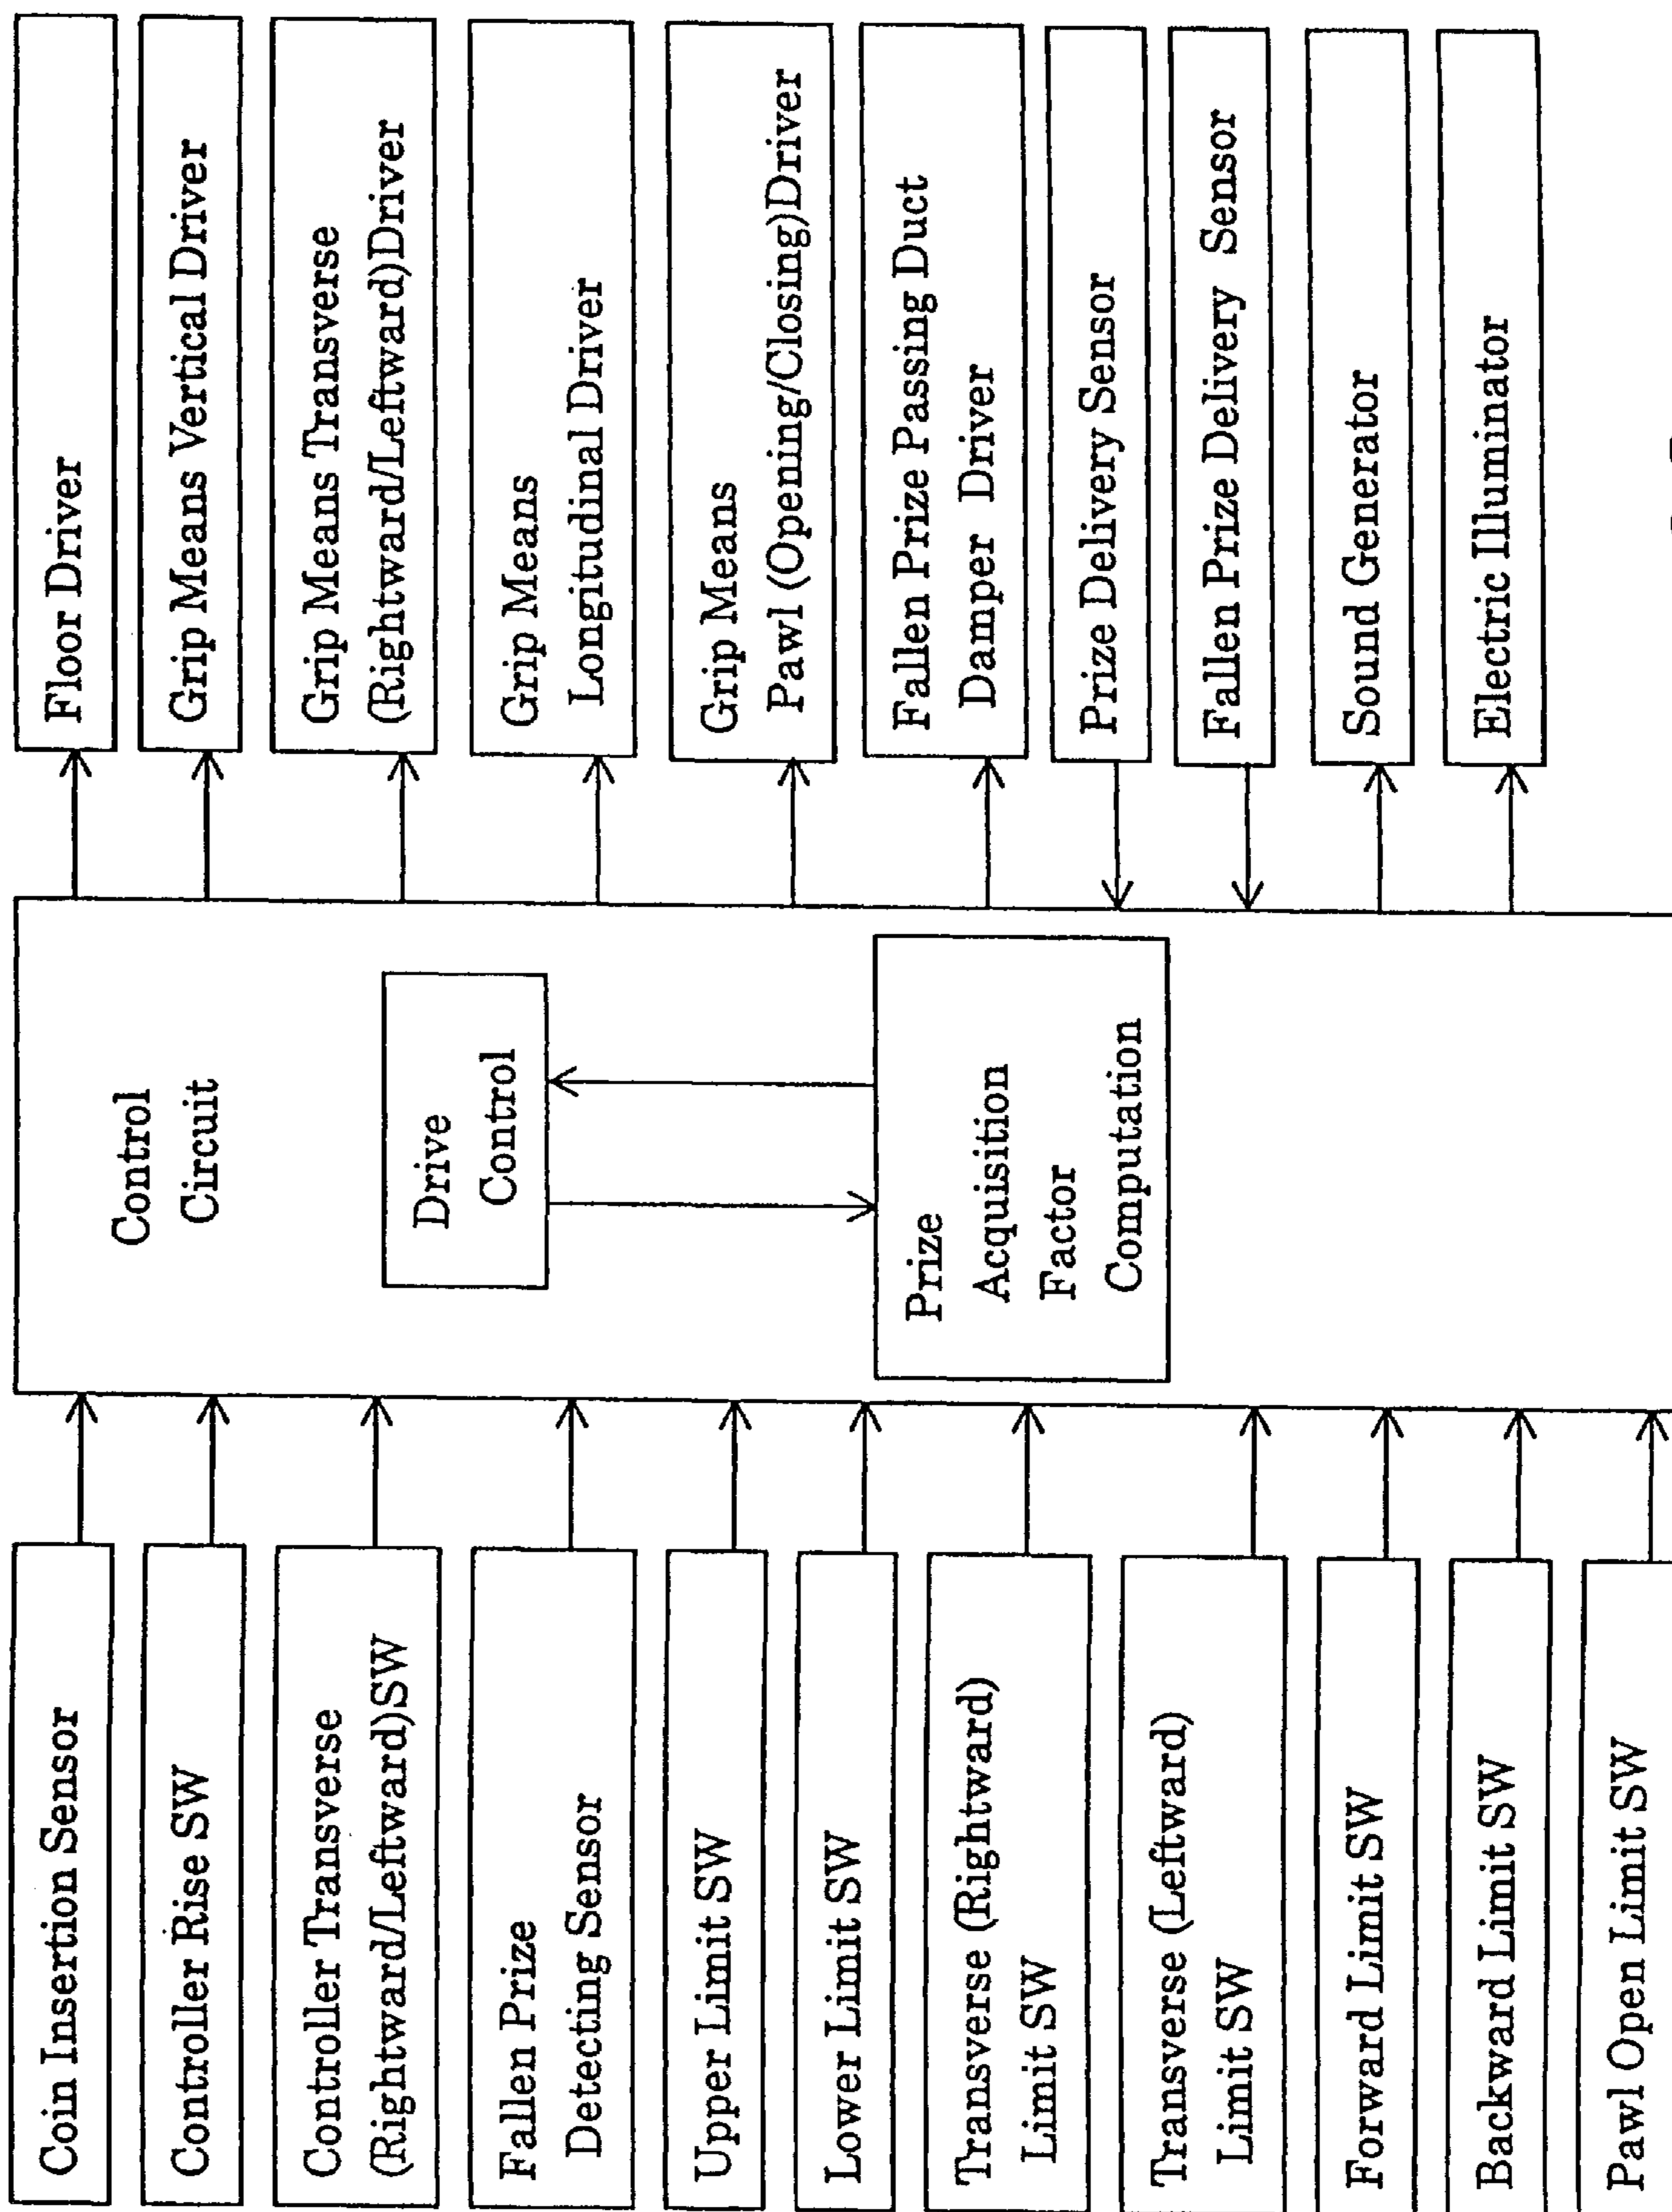 Coin Insertion Sensor
Controller Rise SW
Controller Transverse
(Rightward/Leftward)SW
Fallen Prize
Detecting Sensor
Upper Limit SW
Lower Limit SW
Transverse (Rightward)
Limit SW
Transverse (Leftward)
Limit SW
Forward Limit SW
Backward Limit SW
Pawl Open Limit SW
Control
Circuit
Drive
Control
Prize
Acquisition
Factor
Computation
Floor Driver
Grip Means Vertical Driver
Grip Means Transverse
(Rightward/Leftward)Driver
Grip Means
Longitudinal Driver
Grip Means
Pawl (Opening/Closing)Driver
Fallen Prize Passing Duct
Damper Driver
Prize Delivery Sensor
Fallen Prize Delivery Sensor
Sound Generator
Electric Illuminator